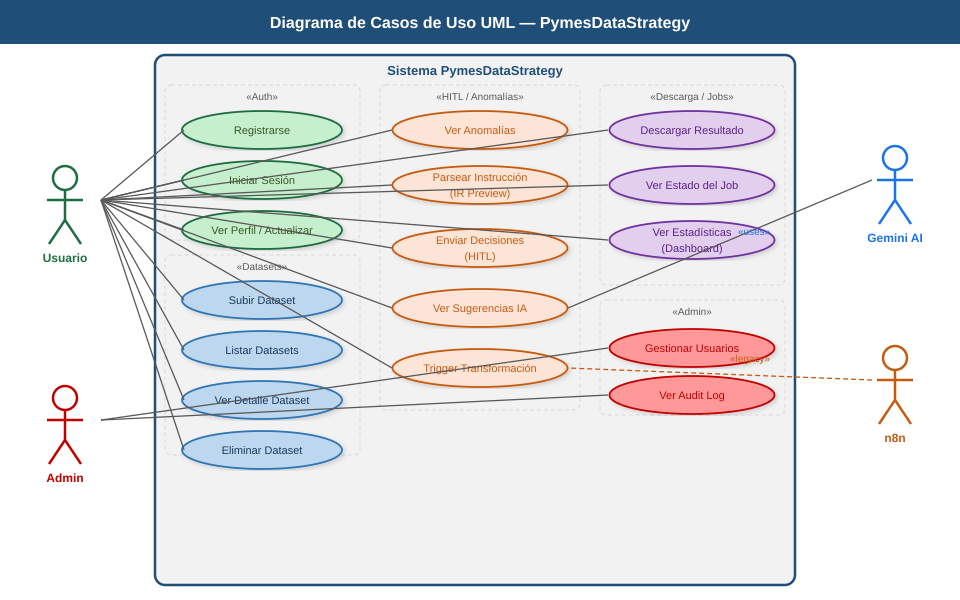 Diagrama de Casos de Uso UML — PymesDataStrategy
Sistema PymesDataStrategy
«Auth»
Registrarse
Iniciar Sesión
Ver Perfil / Actualizar
«Datasets»
Subir Dataset
Listar Datasets
Ver Detalle Dataset
Eliminar Dataset
«HITL / Anomalías»
Ver Anomalías
Parsear Instrucción
(IR Preview)
Enviar Decisiones
(HITL)
Ver Sugerencias IA
Trigger Transformación
«Descarga / Jobs»
Descargar Resultado
Ver Estado del Job
Ver Estadísticas
(Dashboard)
«uses»
«Admin»
Gestionar Usuarios
«legacy»
Ver Audit Log
Usuario
Admin
Gemini AI
n8n